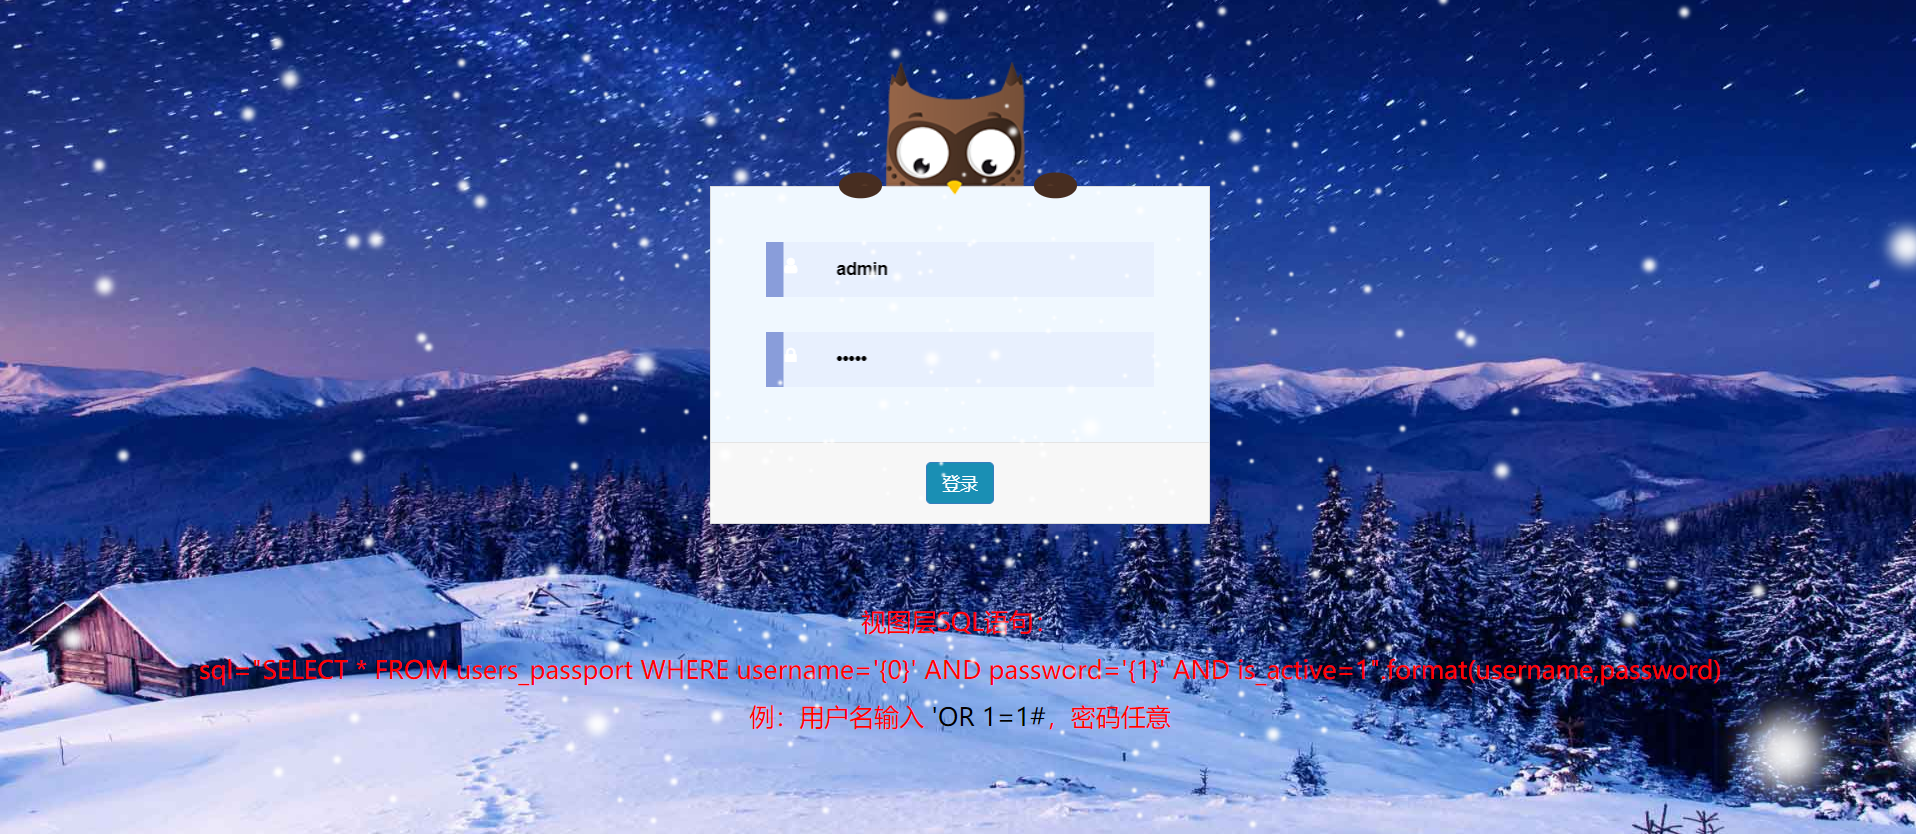 admin
•••••
登录
视图层SQL语句：
sql="SELECT * FROM users_passport WHERE username='{0}' AND password='{1}' AND is_active=1".format(username,password)
例：用户名输入 'OR 1=1#，密码任意